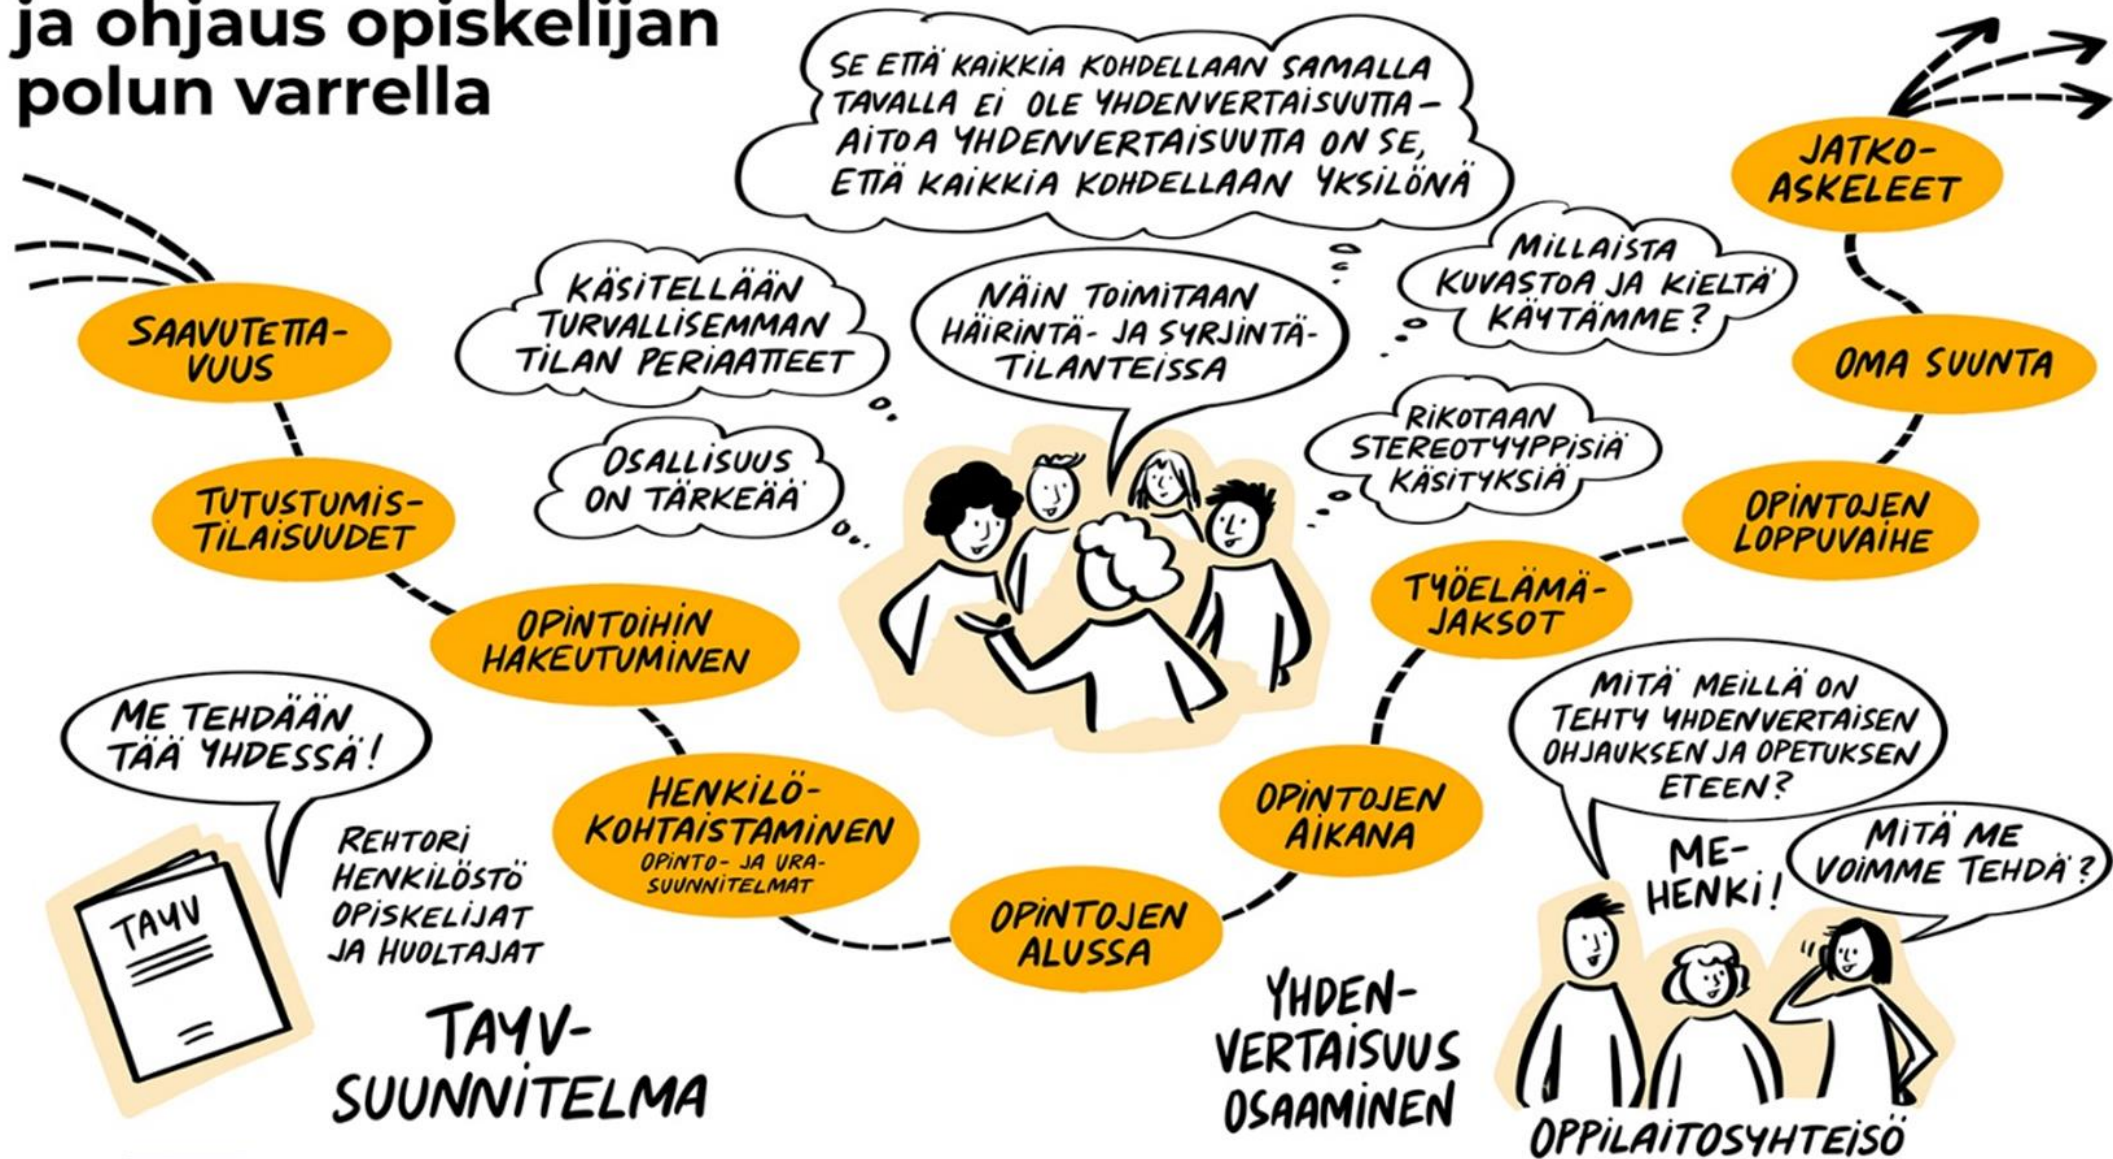 ja ohjaus opiskelijan
polun varrella
SE ETTÄ KAIKKIA KOHDELLAAN SAMALLA
TAVALLA EI OLE YHDENVERTAISUUTTA –
AITOA YHDENVERTAISUUTTA ON SE,
ETTÄ KAIKKIA KOHDELLAAN YKSILÖNÄ
JATKO-
ASKELEET
MILLAISTA
KUVASTOA JA KIELTÄ
KÄYTÄMME?
KÄSITELLÄÄN
TURVALLISEMMAN
TILAN PERIAATTEET
NÄIN TOIMITAAN
HÄIRINTÄ- JA SYRJINTÄ-
TILANTEISSA
SAAVUTETTA-
VUUS
OMA SUUNTA
RIKOTAAN
STEREOTYYPPISIÄ
KÄSITYKSIÄ
OSALLISUUS
ON TÄRKEÄÄ
TUTUSTUMIS-
TILAISUUDET
OPINTOJEN
LOPPUVAIHE
TYÖELÄMÄ-
JAKSOT
OPINTOIHIN
HAKEUTUMINEN
ME TEHDÄÄN
TÄÄ YHDESSÄ!
MITÄ MEILLÄ ON
TEHTY YHDENVERTAISEN
OHJAUKSEN JA OPETUKSEN
ETEEN?
HENKILÖ-
KOHTAISTAMINEN
OPINTO- JA URA-
SUUNNITELMAT
OPINTOJEN
AIKANA
REHTORI
HENKILÖSTÖ
OPISKELIJAT
JA HUOLTAJAT
ME-
HENKI!
MITÄ ME
VOIMME TEHDÄ?
TAYV
OPINTOJEN
ALUSSA
TAYV-
SUUNNITELMA
YHDEN-
VERTAISUUS
OSAAMINEN
OPPILAITOSYHTEISÖ